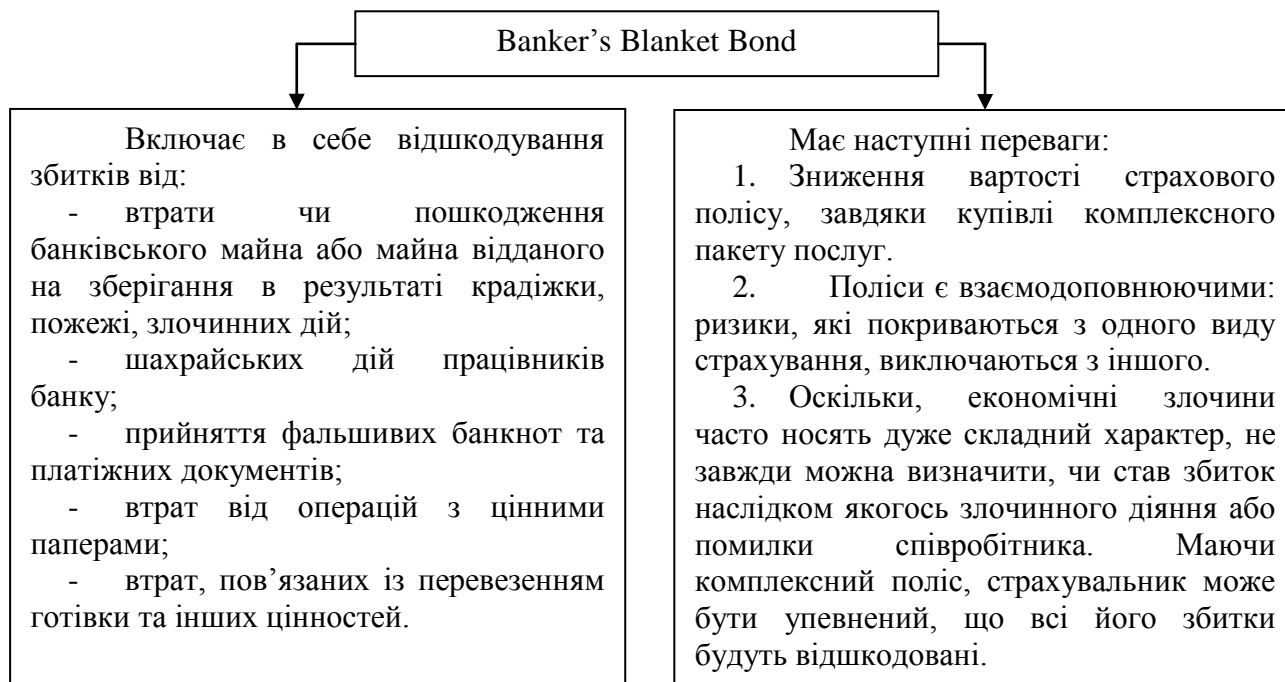 Banker’s Blanket Bond
Включає в себе відшкодування
збитків від:
- втрати чи пошкодження
банківського майна або майна відданого
на зберігання в результаті крадіжки,
пожежі, злочинних дій;
- шахрайських дій працівників
банку;
- прийняття фальшивих банкнот та
платіжних документів;
- втрат від операцій з цінними
паперами;
- втрат, пов’язаних із перевезенням
готівки та інших цінностей.
Має наступні переваги:
1. Зниження вартості страхового
полісу, завдяки купівлі комплексного
пакету послуг.
2. Поліси є взаємодоповнюючими:
ризики, які покриваються з одного виду
страхування, виключаються з іншого.
3. Оскільки, економічні злочини
часто носять дуже складний характер, не
завжди можна визначити, чи став збиток
наслідком якогось злочинного діяння або
помилки співробітника. Маючи
комплексний поліс, страхувальник може
бути упевнений, що всі його збитки
будуть відшкодовані.